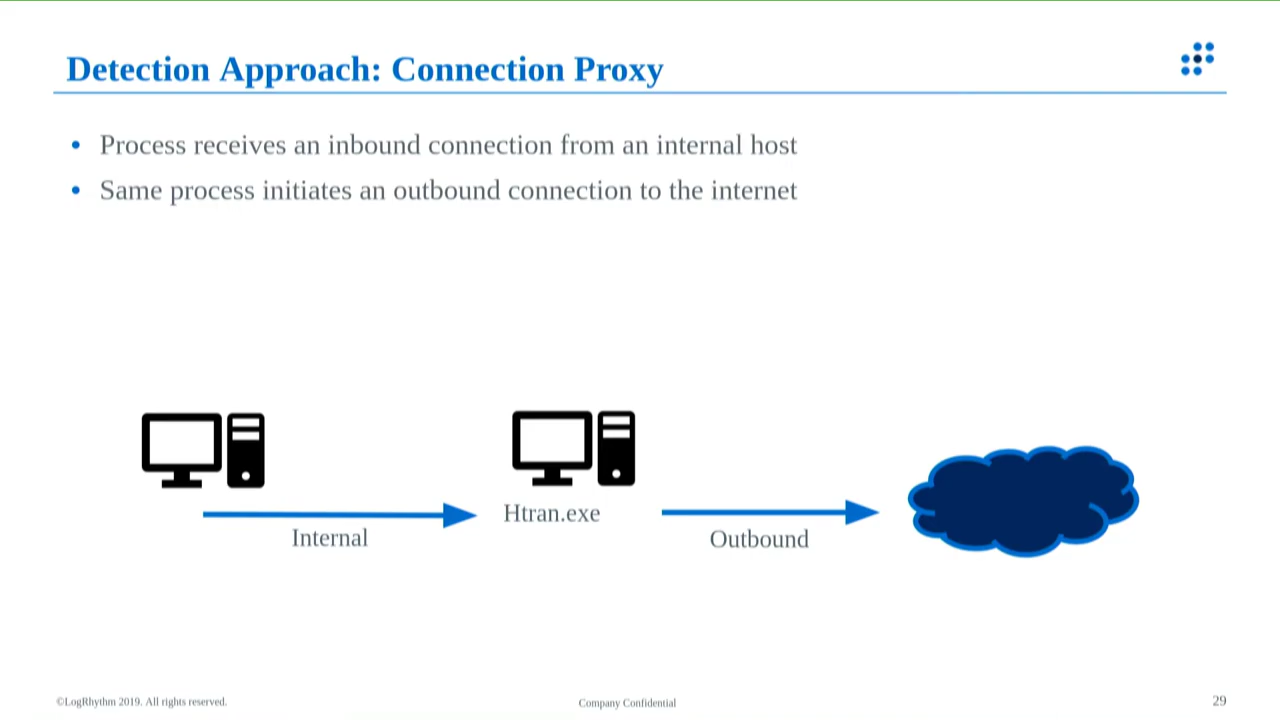 Detection Approach: Connection Proxy
• Process receives an inbound connection from an internal host
• Same process initiates an outbound connection to the internet
Htran.exe
Internal
Outbound
©LogRhythm 2019. All rights reserved.
Company Confidential
29